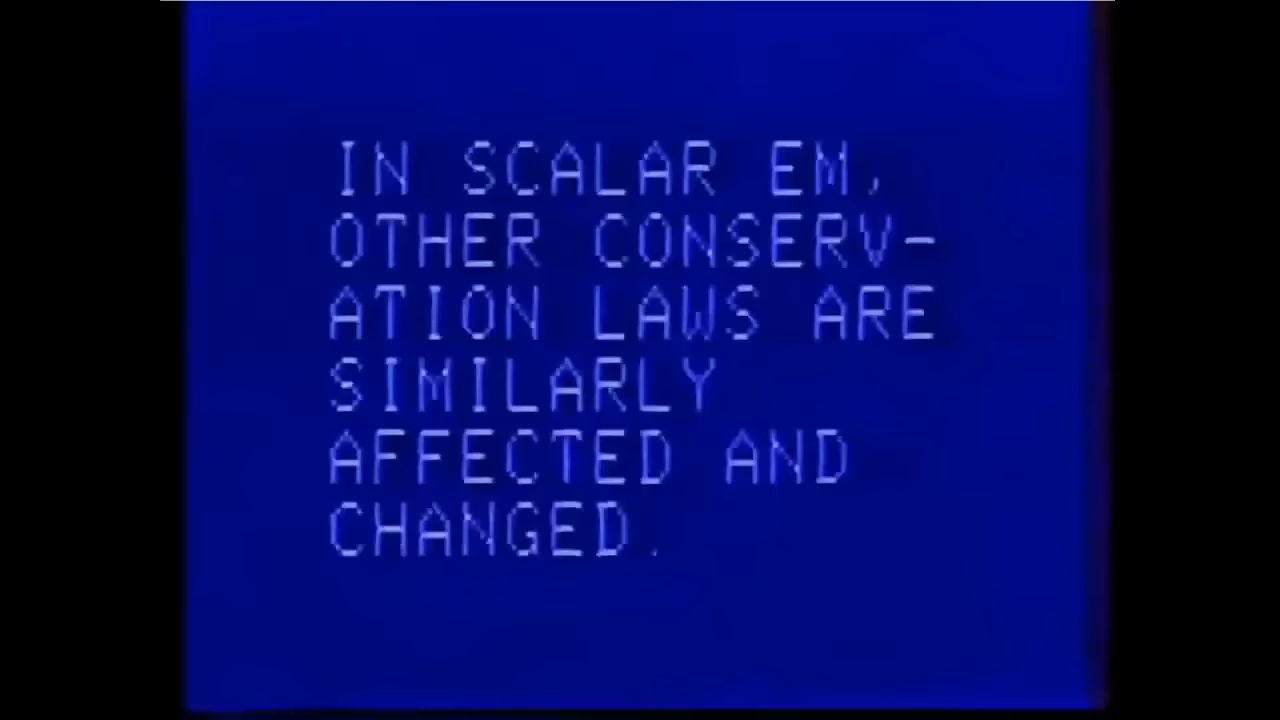 IN SCALAR EM,
OTHER CONSERV-
ATION LAWS ARE
SIMILARLY
AFFECTED AND
CHANGED.